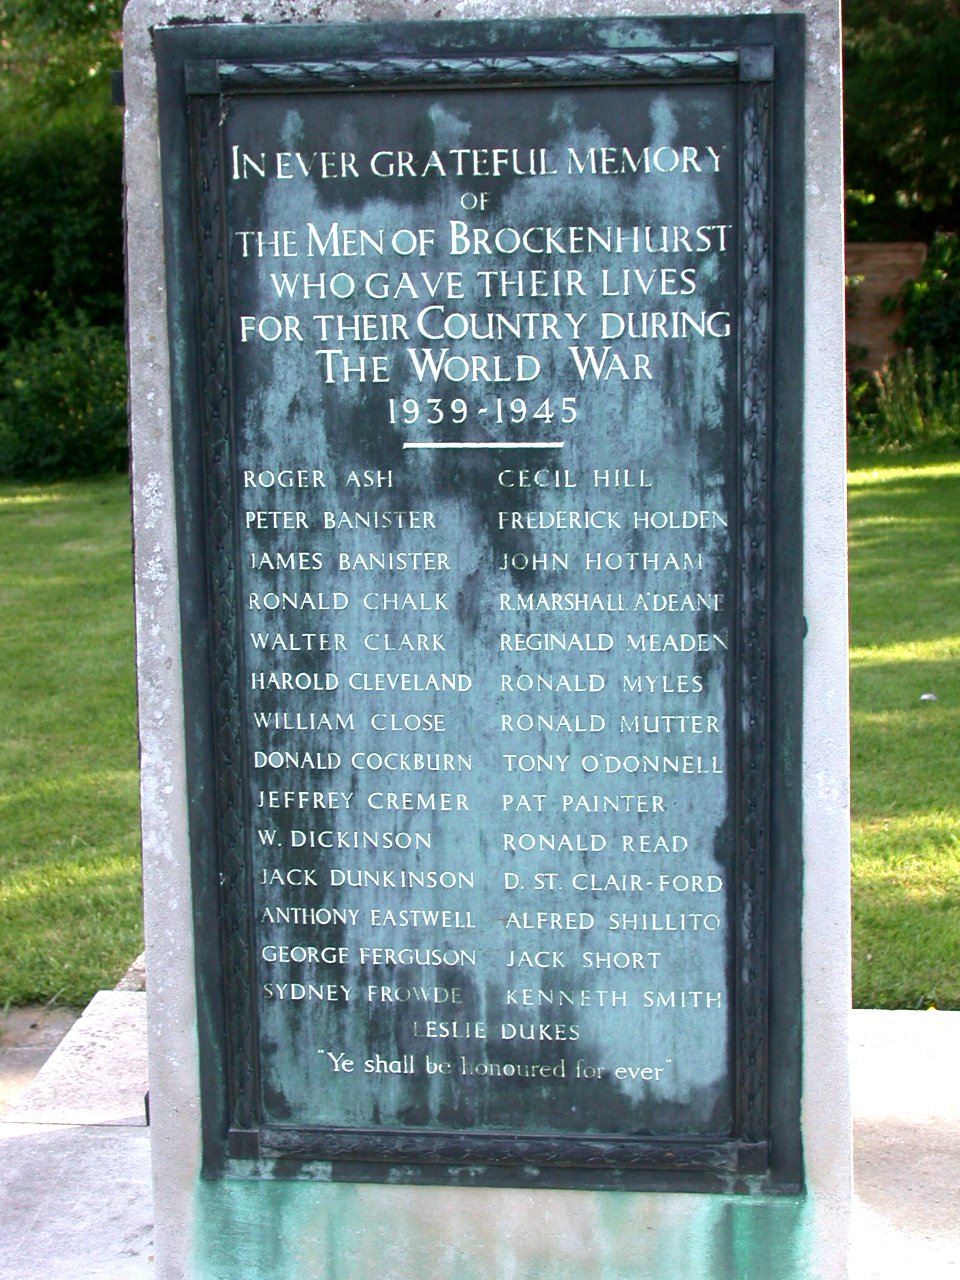 IN EVER GRATEFUL MEMORY
OF
THE MEN OF BROCKENHURST
WHO GAVE THEIR LIVES
FOR THEIR COUNTRY DURING
THE WORLD WAR
1939-1945
ROGER ASH
PETER BANISTER
JAMES BANISTER
RONALD CHALK
WALTER CLARK
HAROLD CLEVELAND
WILLIAM CLOSE
DONALD COCKBURN
JEFFREY CREMER
W. DICKINSON
JACK DUNKINSON
ANTHONY EASTWELL
GEORGE FERGUSON
SYDNEY FROWDE
CECIL HILL
FREDERICK HOLDEN
JOHN HOTHAM
R.MARSHALL A'DEANE
REGINALD MEADEN
RONALD MYLES
RONALD MUTTER
TONY O'DONNELL
PAT PAINTER
RONALD READ
D. ST. CLAIR-FORD
ALFRED SHILLITO
JACK SHORT
KENNETH SMITH
LESLIE DUKES
"Ye shall be honoured for ever"